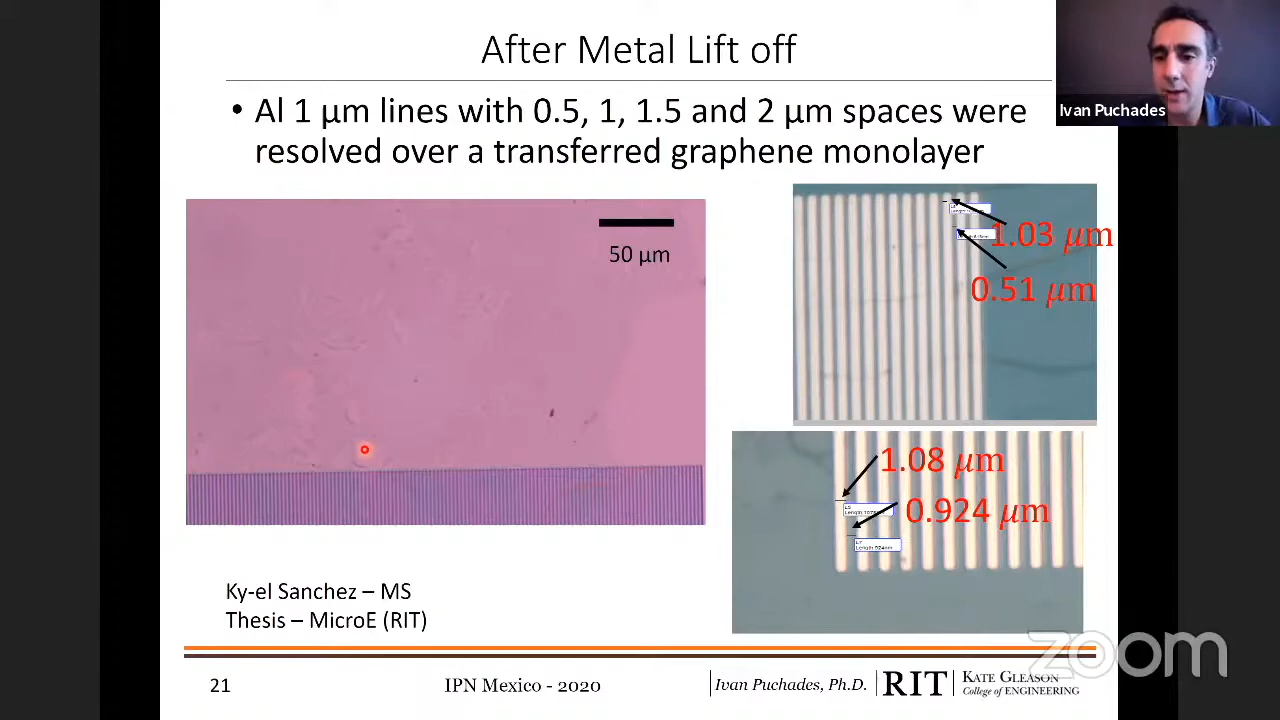 After Metal Lift off
Ivan Puchades
• Al 1 µm lines with 0.5, 1, 1.5 and 2 µm spaces were
resolved over a transferred graphene monolayer
50 µm
1.03 µm
0.51 µm
1.08 µm
0.924 µm
L7
Length 924nm
Ky-el Sanchez – MS
Thesis – MicroE (RIT)
zoom
21
IPN Mexico - 2020
Ivan Puchades, Ph.D.
RIT
KATE GLEASON
College of ENGINEERING